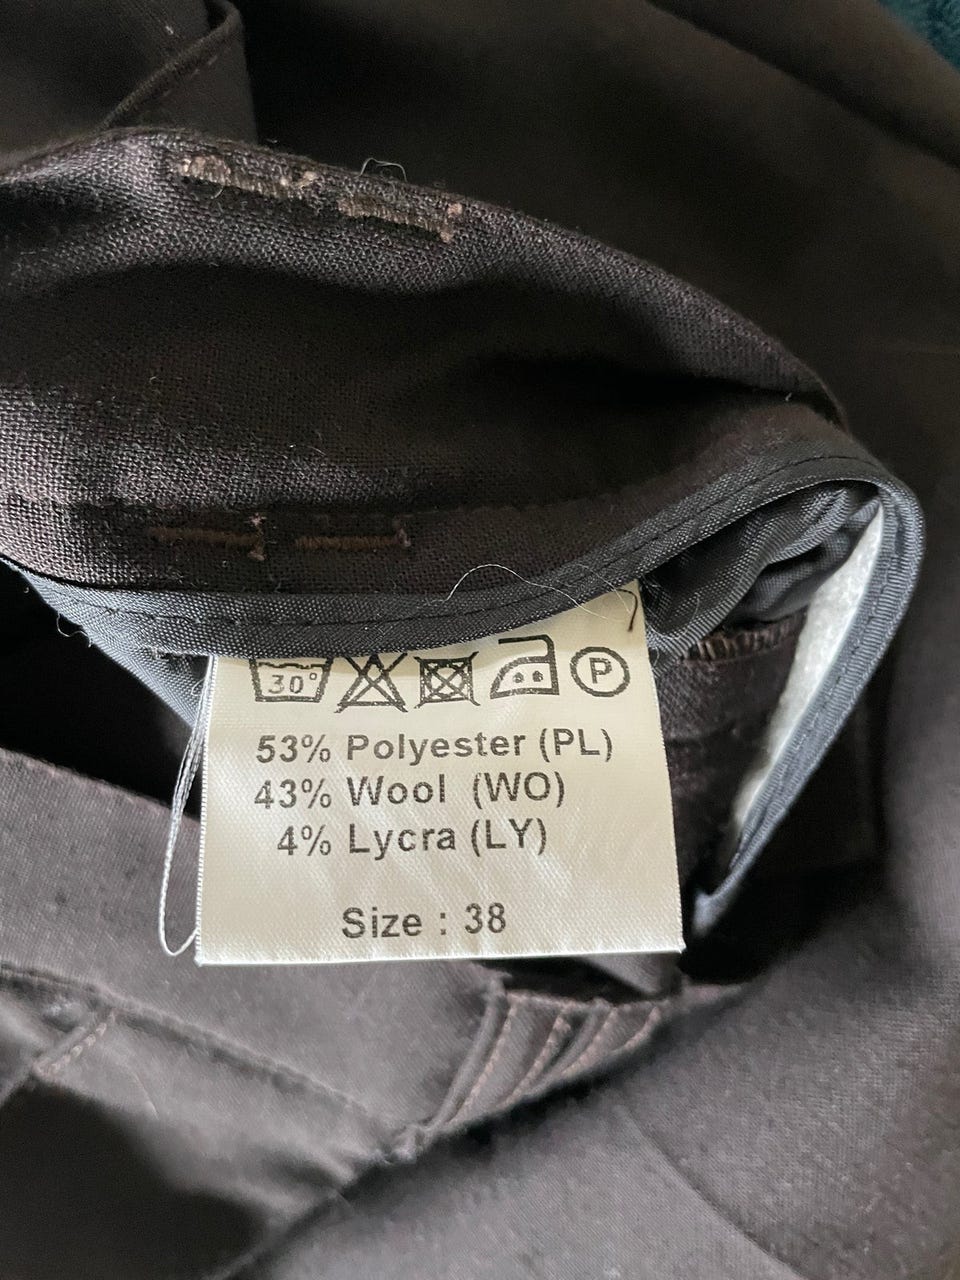 30° P
53% Polyester (PL)
43% Wool (WO)
4% Lycra (LY)
Size : 38